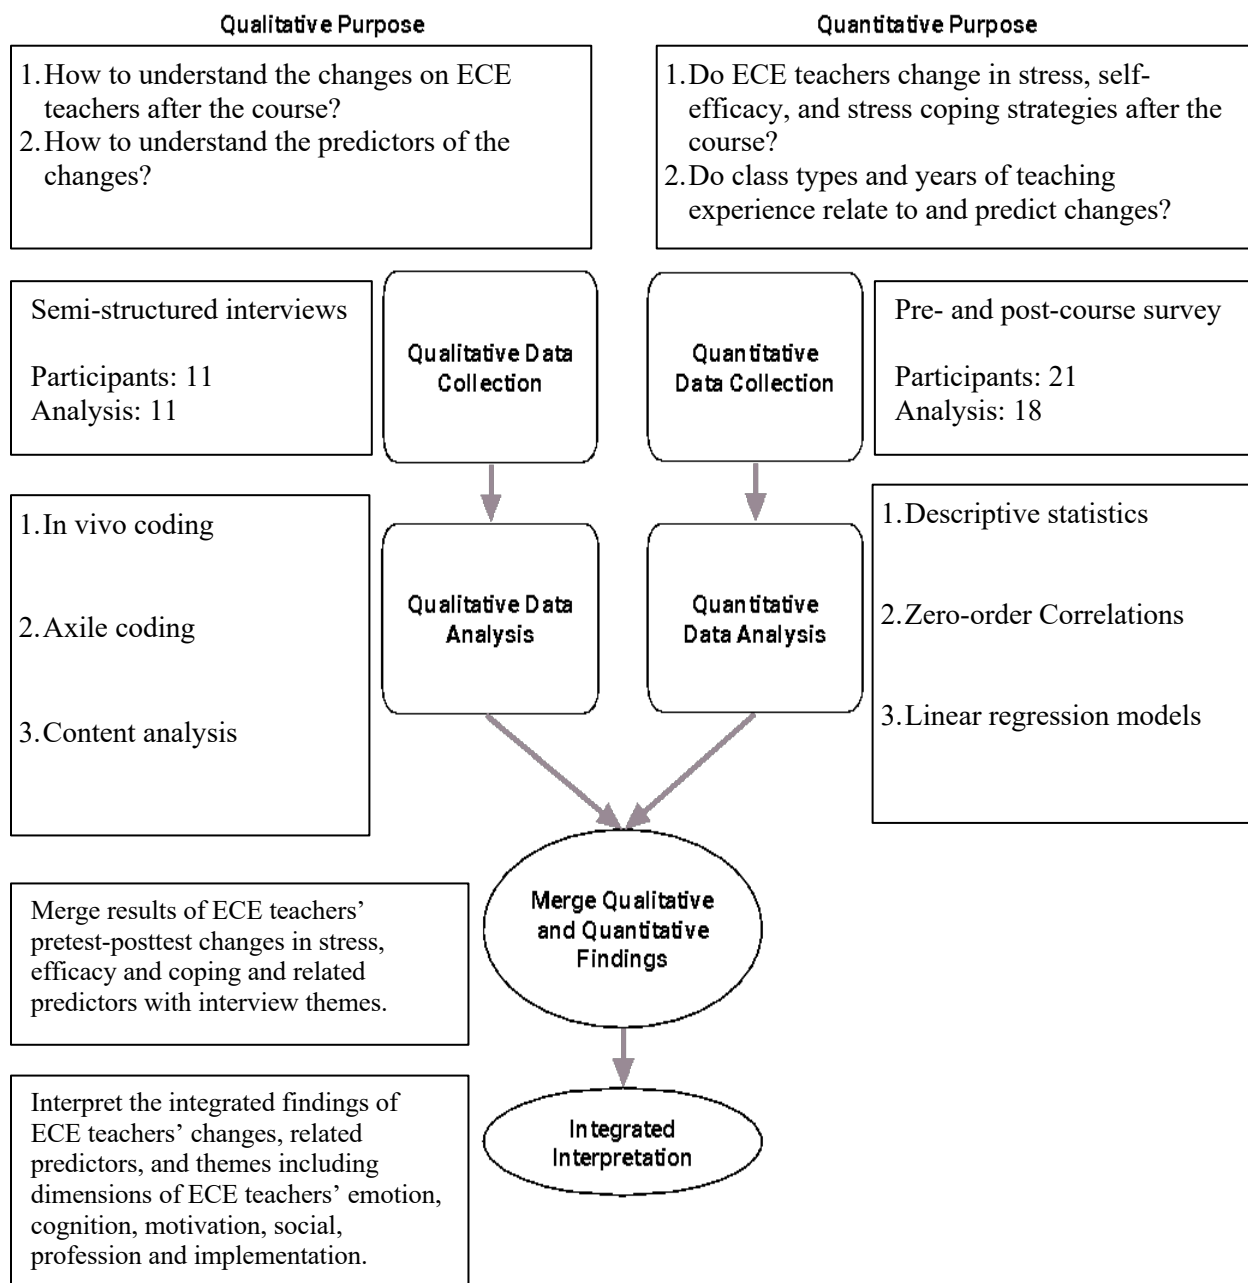 Qualitative Purpose
1. How to understand the changes on ECE
teachers after the course?
2. How to understand the predictors of the
changes?
Quantitative Purpose
1. Do ECE teachers change in stress, self-
efficacy, and stress coping strategies after the
course?
2. Do class types and years of teaching
experience relate to and predict changes?
Semi-structured interviews
Participants: 11
Analysis: 11
Qualitative Data
Collection
Quantitative
Data Collection
Pre- and post-course survey
Participants: 21
Analysis: 18
1. In vivo coding
2. Axile coding
3. Content analysis
Qualitative Data
Analysis
Quantitative
Data Analysis
1. Descriptive statistics
2. Zero-order Correlations
3. Linear regression models
Merge results of ECE teachers’
pretest-posttest changes in stress,
efficacy and coping and related
predictors with interview themes.
Merge Qualitative
and Quantitative
Findings
Interpret the integrated findings of
ECE teachers’ changes, related
predictors, and themes including
dimensions of ECE teachers’ emotion,
cognition, motivation, social,
profession and implementation.
Integrated
Interpretation